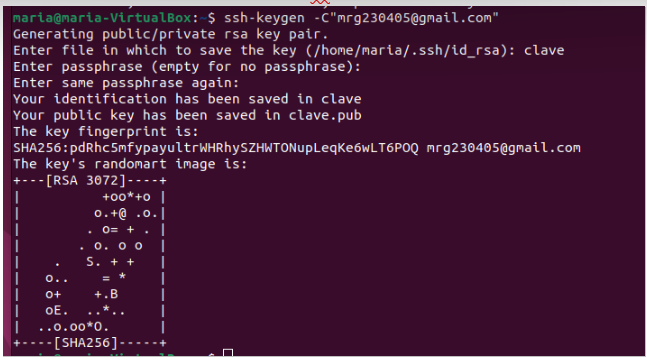 maria@maria-VirtualBox:~$ ssh-keygen -C"mrg230405@gmail.com"
Generating public/private rsa key pair.
Enter file in which to save the key (/home/maria/.ssh/id_rsa): clave
Enter passphrase (empty for no passphrase):
Enter same passphrase again:
Your identification has been saved in clave
Your public key has been saved in clave.pub
The key fingerprint is:
SHA256:pdRhc5mfypayultrWHRhySZHWTONupLeqKe6wLT6POQ mrg230405@gmail.com
The key's randomart image is:
+---[RSA 3072]----+
|          +oo*+o |
|         o.+@ .o.|
|        . o= + . |
|       . o. o o  |
|    .   S. + +   |
|   o..    = *    |
|   o+    +.B     |
|   oE.  ..*..    |
|  ..o.oo*O.      |
+----[SHA256]-----+